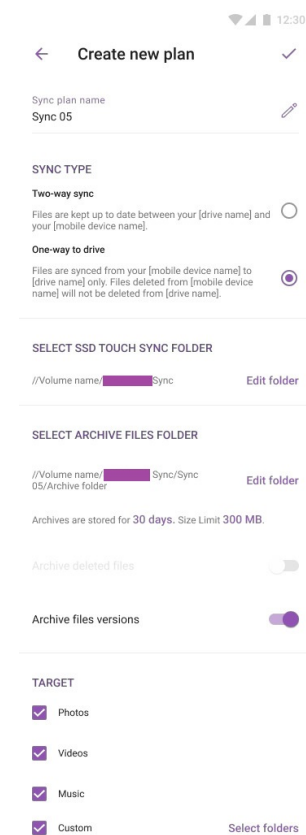 12:30
Create new plan
Sync plan name
Sync 05
SYNC TYPE
Two-way sync
Files are kept up to date between your [drive name] and
your [mobile device name].
One-way to drive
Files are synced from your [mobile device name] to
[drive name] only. Files deleted from [mobile device
name] will not be deleted from [drive name].
SELECT SSD TOUCH SYNC FOLDER
//Volume name/ Sync
Edit folder
SELECT ARCHIVE FILES FOLDER
//Volume name/ Sync/Sync
05/Archive folder
Edit folder
Archives are stored for 30 days. Size Limit 300 MB.
Archive deleted files
Archive files versions
TARGET
Photos
Videos
Music
Custom
Select folders